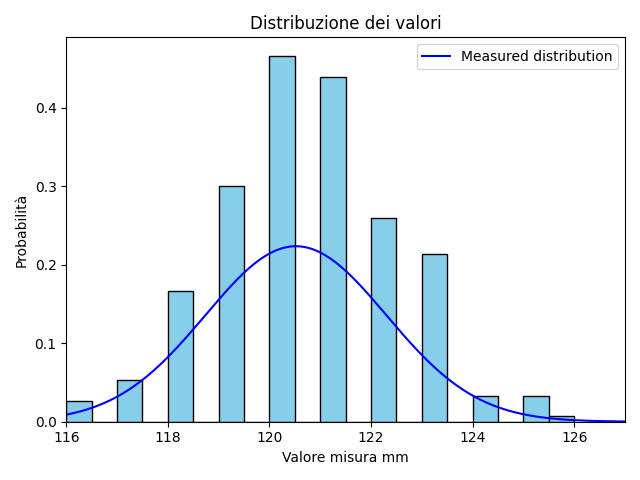 Distribuzione dei valori
Measured distribution
Probabilità
0.4
0.3
0.2
0.1
0.0
116 118 120 122 124 126
Valore misura mm